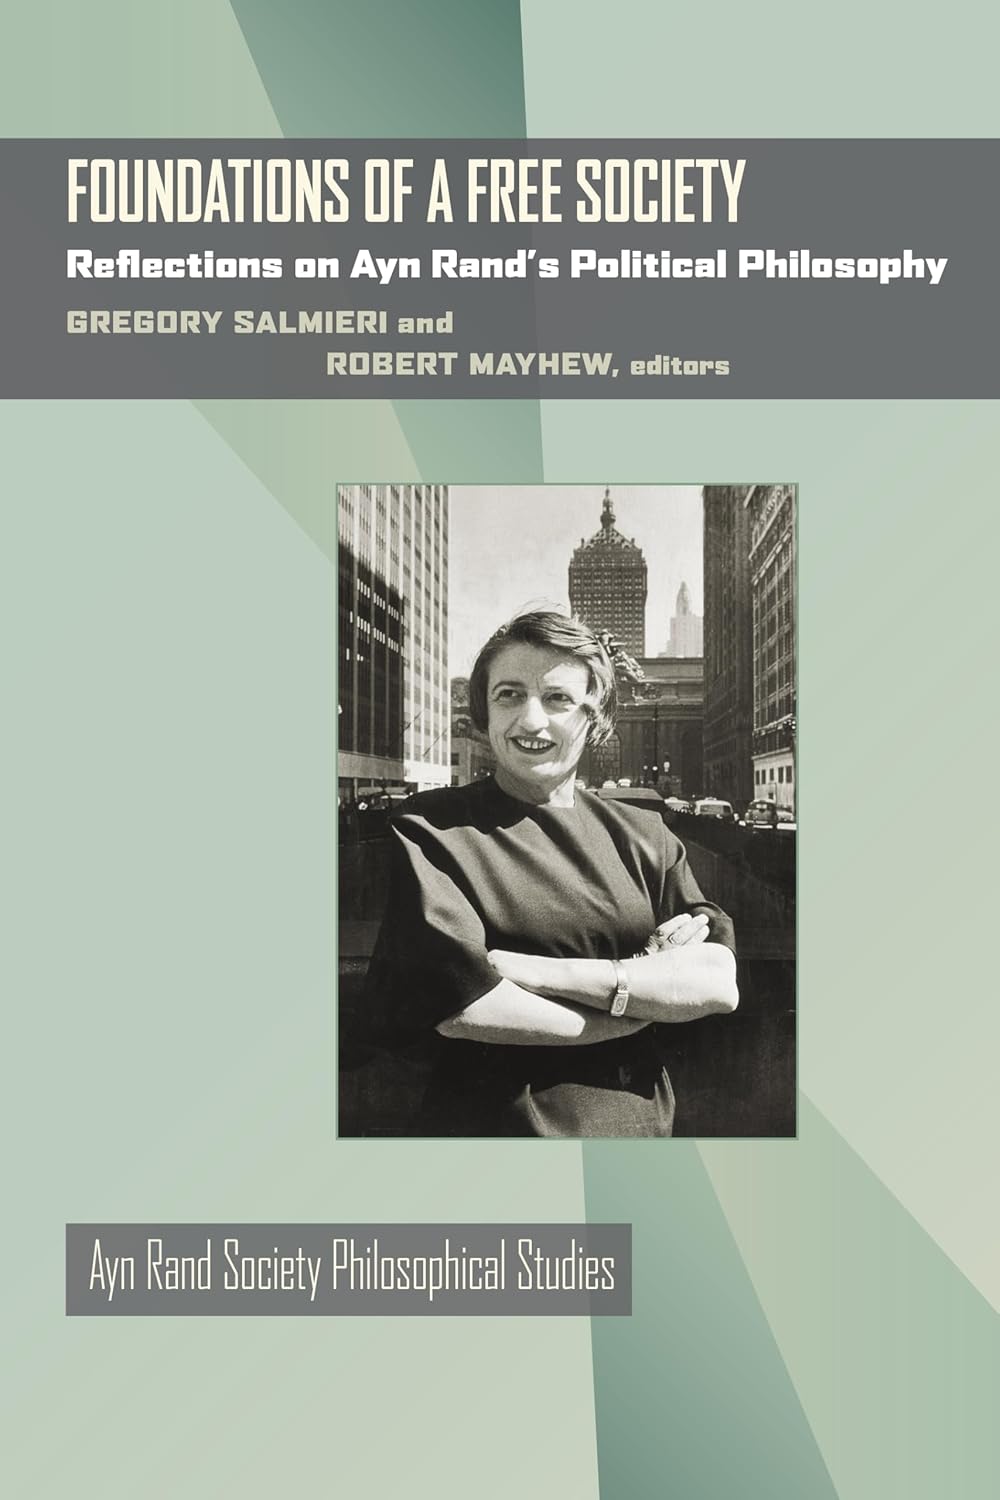 FOUNDATIONS OF A FREE SOCIETY
Reflections on Ayn Rand's Political Philosophy
GREGORY SALMIERI and
ROBERT MAYHEW, editors
Ayn Rand Society Philosophical Studies